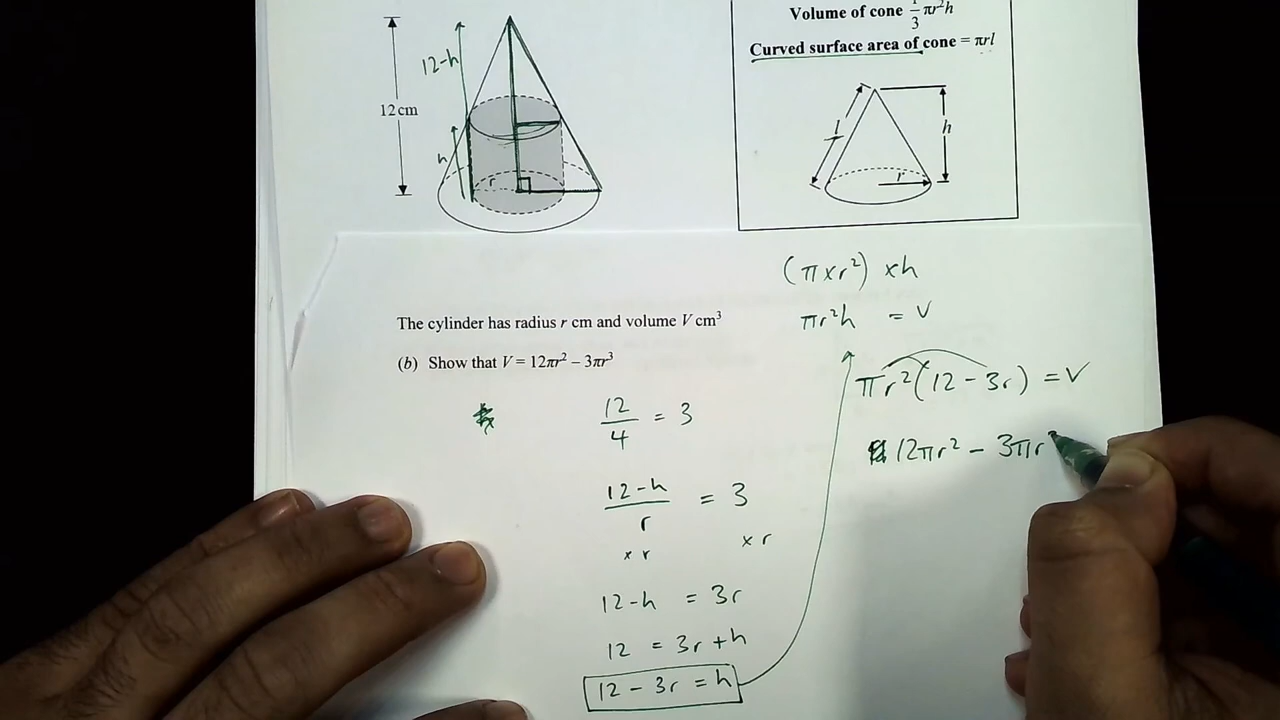 Volume of cone 1/3 πr²h
Curved surface area of cone = πrl
12-h
12 cm
h
r
l
h
r
The cylinder has radius r cm and volume V cm³
(b) Show that V = 12πr² – 3πr³
12/4 = 3
(12-h)/r = 3
×r ×r
12-h = 3r
12 = 3r+h
12 - 3r = h
(π×r²) ×h
πr²h = V
πr²(12-3r) = V
12πr² - 3πr